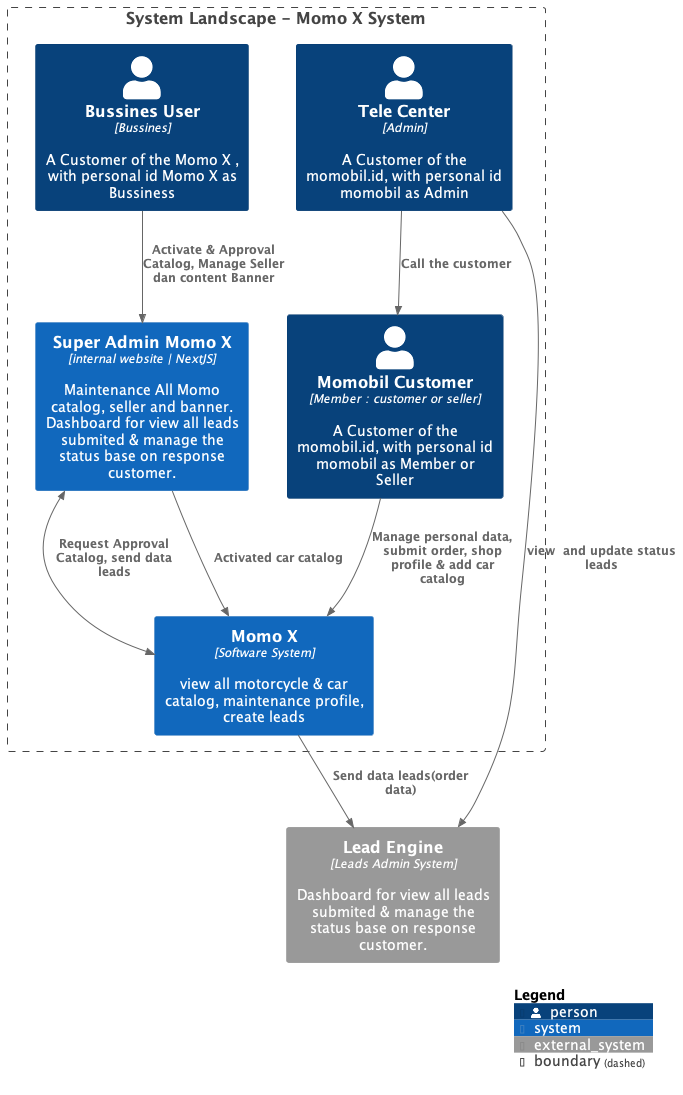 System Landscape - Momo X System
Bussines User
[Bussines]
A Customer of the Momo X ,
with personal id Momo X as
Bussiness
Tele Center
[Admin]
A Customer of the
momobil.id, with personal id
momobil as Admin
Activate & Approval
Catalog, Manage Seller
dan content Banner
Call the customer
Super Admin Momo X
[internal website | NextJS]
Maintenance All Momo
catalog, seller and banner.
Dashboard for view all leads
submited & manage the
status base on response
customer.
Momobil Customer
[Member : customer or seller]
A Customer of the
momobil.id, with personal id
momobil as Member or
Seller
Request Approval
Catalog, send data
leads
Activated car catalog
Manage personal data,
submit order, shop
profile & add car
catalog
view  and update status
leads
Momo X
[Software System]
view all motorcycle & car
catalog, maintenance profile,
create leads
Send data leads(order
data)
Lead Engine
[Leads Admin System]
Dashboard for view all leads
submited & manage the
status base on response
customer.
Legend
person
system
external_system
boundary (dashed)